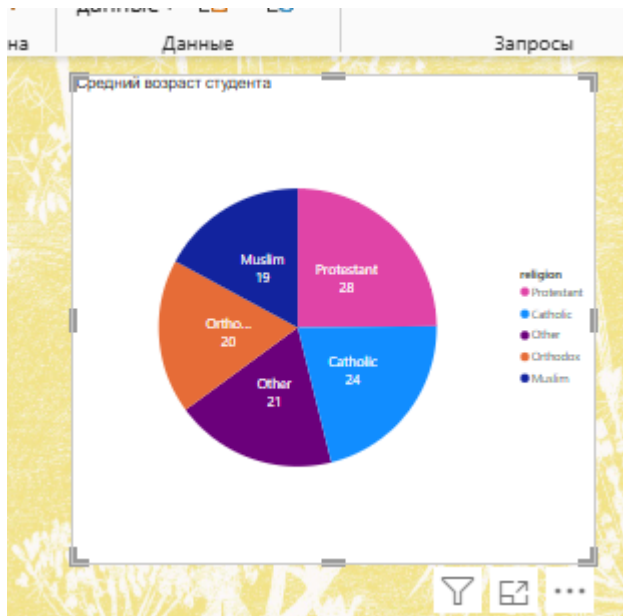 данные
на
Данные
Запросы
Средний возраст студента
Muslim
19
Protestant
28
Ortho...
20
Catholic
24
Other
21
religion
Protestant
Catholic
Other
Orthodox
Muslim